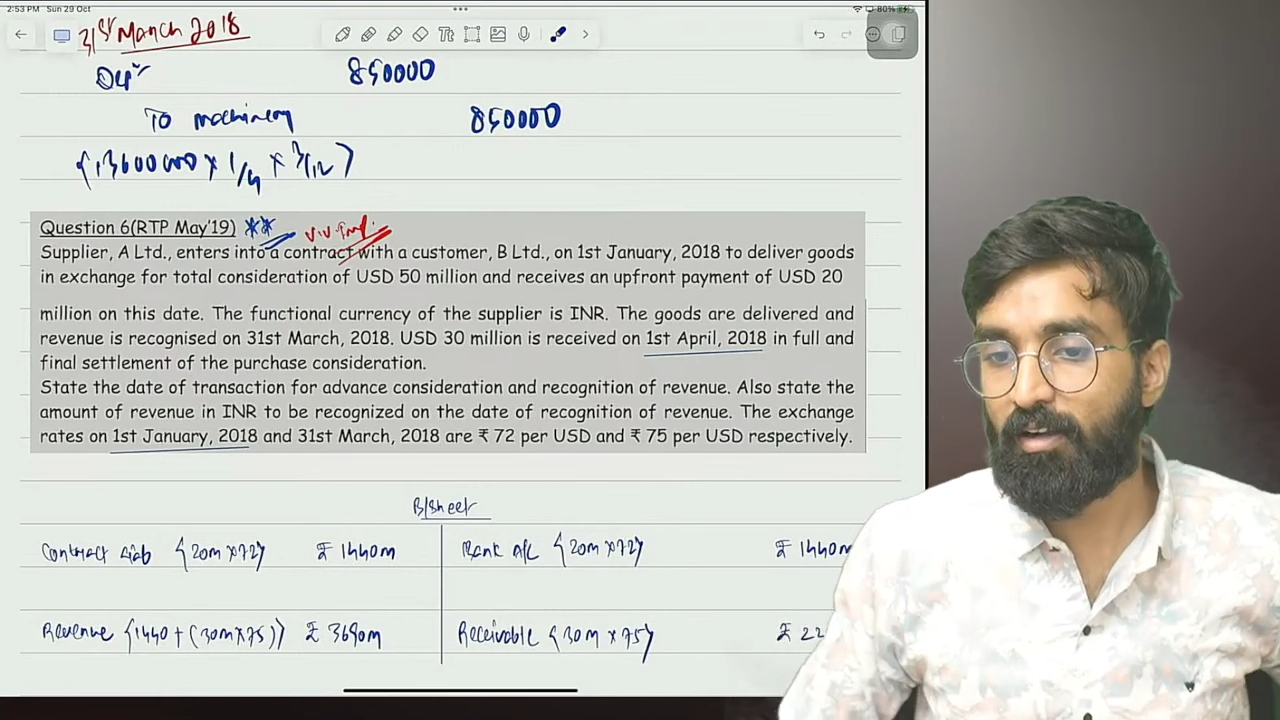 2:53 PM Sun 29 Oct
80%
31st March 2018
Depn 850000
To machinery 850000
{13600000 x 1/4 x 3/12}
Question 6(RTP May'19) ** v.v.imp.
Supplier, A Ltd., enters into a contract with a customer, B Ltd., on 1st January, 2018 to deliver goods
in exchange for total consideration of USD 50 million and receives an upfront payment of USD 20
million on this date. The functional currency of the supplier is INR. The goods are delivered and
revenue is recognised on 31st March, 2018. USD 30 million is received on 1st April, 2018 in full and
final settlement of the purchase consideration.
State the date of transaction for advance consideration and recognition of revenue. Also state the
amount of revenue in INR to be recognized on the date of recognition of revenue. The exchange
rates on 1st January, 2018 and 31st March, 2018 are ₹ 72 per USD and ₹ 75 per USD respectively.
B/Sheet
Contract liab {20m x 72} ₹ 1440m Bank a/c {20m x 72} ₹ 1440m
Revenue {1440 + (30m x 75)} ₹ 3690m Receivable {30m x 75} ₹ 22